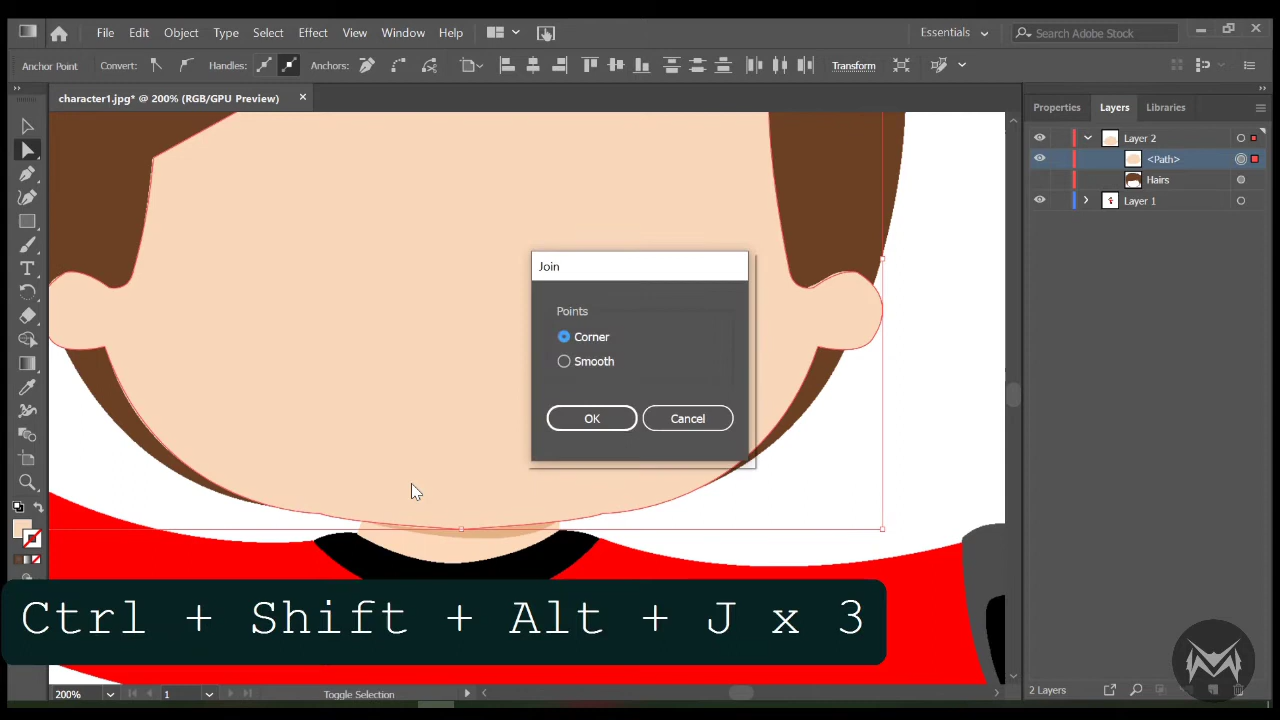 File Edit Object Type Select Effect View Window Help
Essentials
Search Adobe Stock
Anchor Point Convert: Handles: Anchors: Transform
character1.jpg* @ 200% (RGB/GPU Preview)
Properties Layers Libraries
Layer 2
<Path>
Hairs
Layer 1
Join
Points
Corner
Smooth
OK Cancel
Ctrl + Shift + Alt + J x 3
200% 1 Toggle Selection
2 Layers